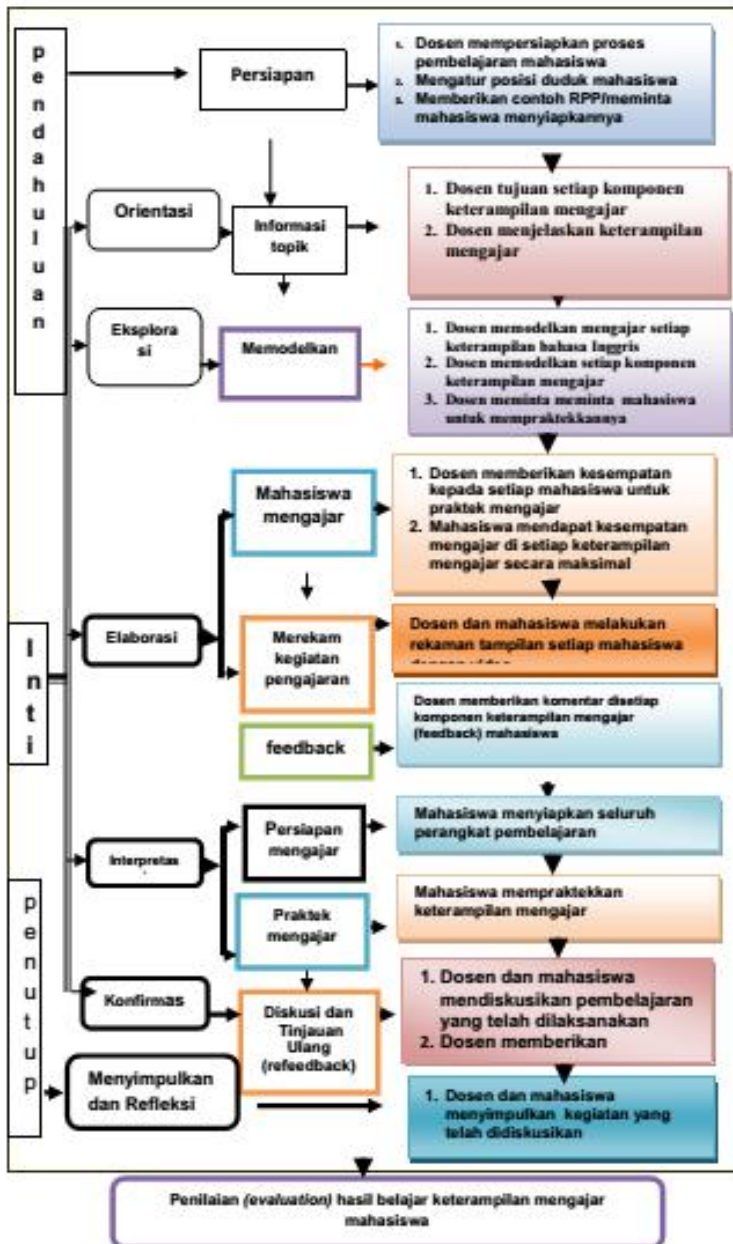 pendahuluan
Persiapan
1. Dosen mempersiapkan proses
pembelajaran mahasiswa
2. Mengatur posisi duduk mahasiswa
3. Memberikan contoh RPP/meminta
mahasiswa menyiapkannya
Orientasi
Informasi
topik
1. Dosen tujuan setiap komponen
keterampilan mengajar
2. Dosen menjelaskan keterampilan
mengajar
Eksplora
si
Memodelkan
1. Dosen memodelkan mengajar setiap
keterampilan bahasa Inggris
2. Dosen memodelkan setiap komponen
keterampilan mengajar
3. Dosen meminta meminta mahasiswa
untuk mempraktekkannya
Inti
Elaborasi
Mahasiswa
mengajar
1. Dosen memberikan kesempatan
kepada setiap mahasiswa untuk
praktek mengajar
2. Mahasiswa mendapat kesempatan
mengajar di setiap keterampilan
mengajar secara maksimal
Merekam
kegiatan
pengajaran
Dosen dan mahasiswa melakukan
rekaman tampilan setiap mahasiswa
feedback
Dosen memberikan komentar disetiap
komponen keterampilan mengajar
(feedback) mahasiswa
Interpretas
Persiapan
mengajar
Mahasiswa menyiapkan seluruh
perangkat pembelajaran
Praktek
mengajar
Mahasiswa mempraktekkan
keterampilan mengajar
penutup
Konfirmas
Diskusi dan
Tinjauan
Ulang
(refeedback)
1. Dosen dan mahasiswa
mendiskusikan pembelajaran
yang telah dilaksanakan
2. Dosen memberikan
Menyimpulkan
dan Refleksi
1. Dosen dan mahasiswa
menyimpulkan kegiatan yang
telah didiskusikan
Penilaian (evaluation) hasil belajar keterampilan mengajar
mahasiswa